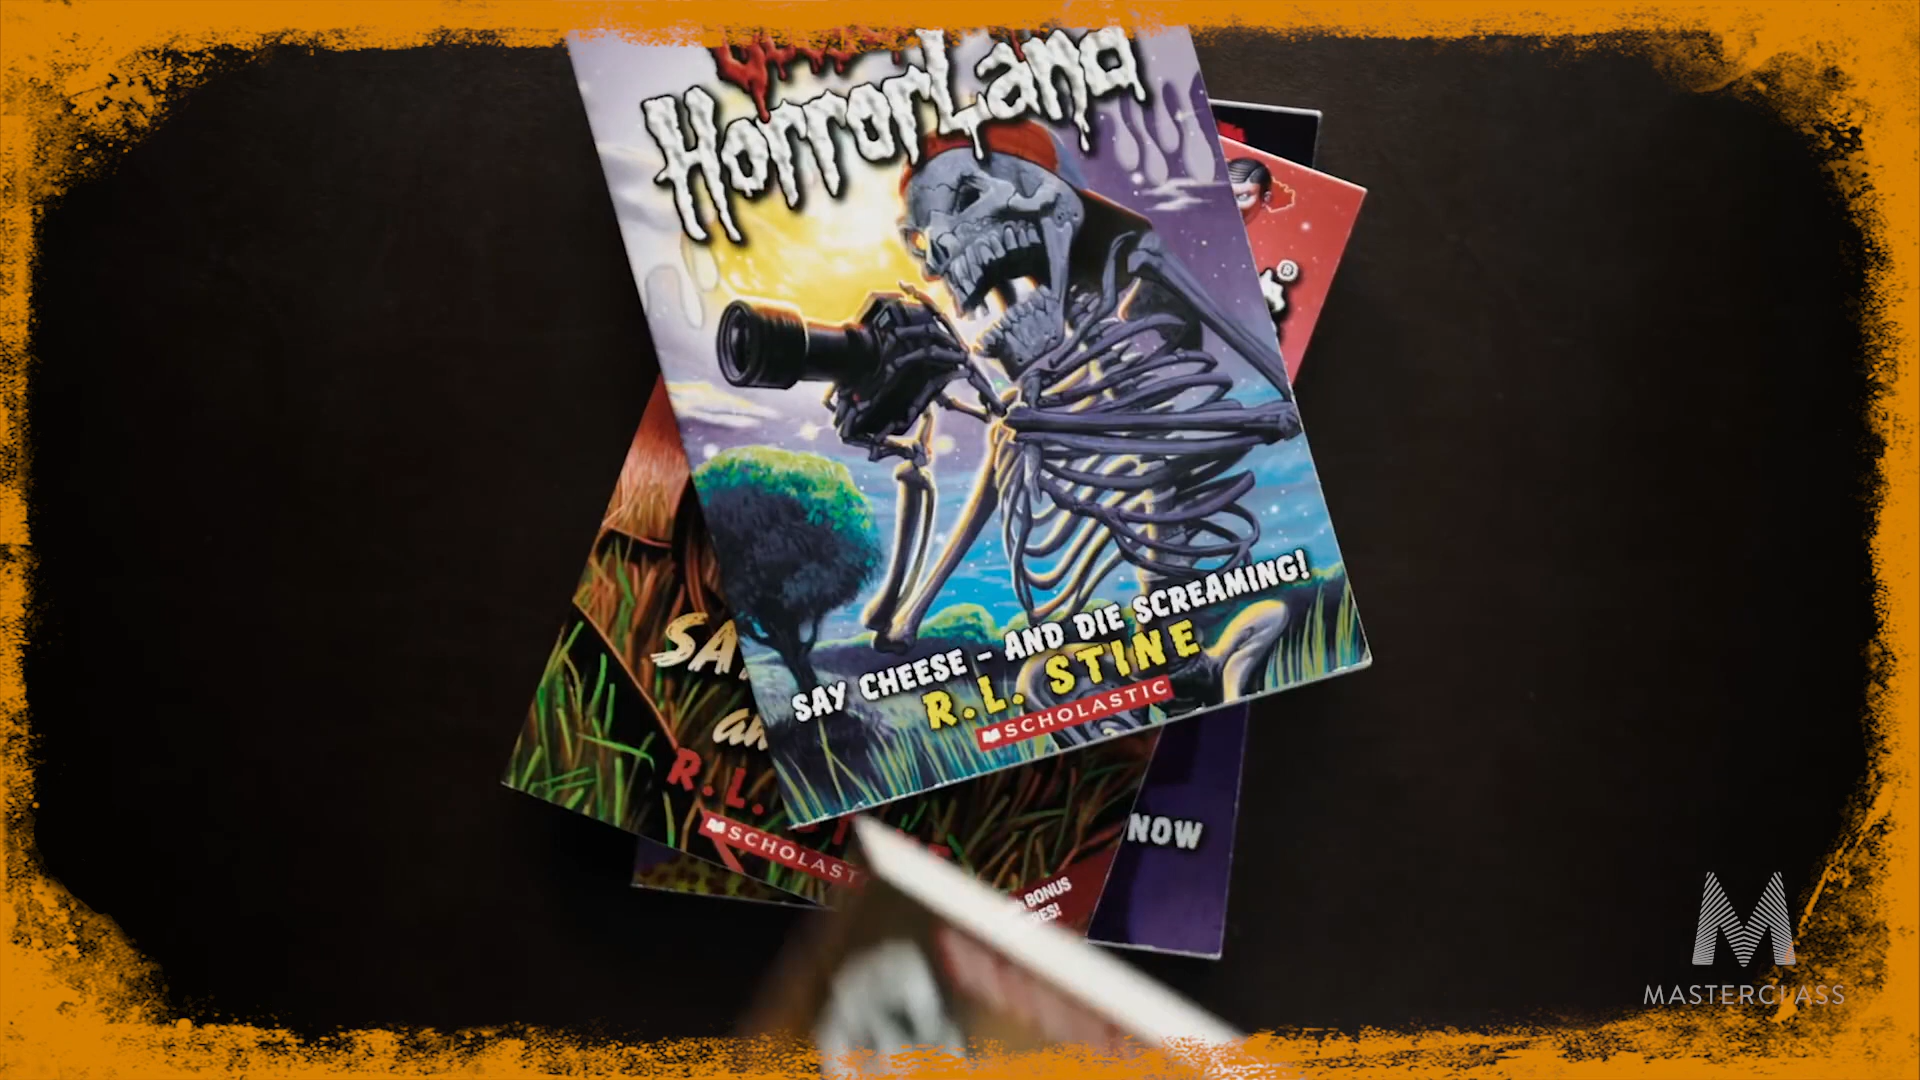 HorrorLand
SAY CHEESE - AND DIE SCREAMING!
R.L. STINE
SCHOLASTIC
R.L.
SCHOLAST
BONUS
NOW
MASTERCLASS